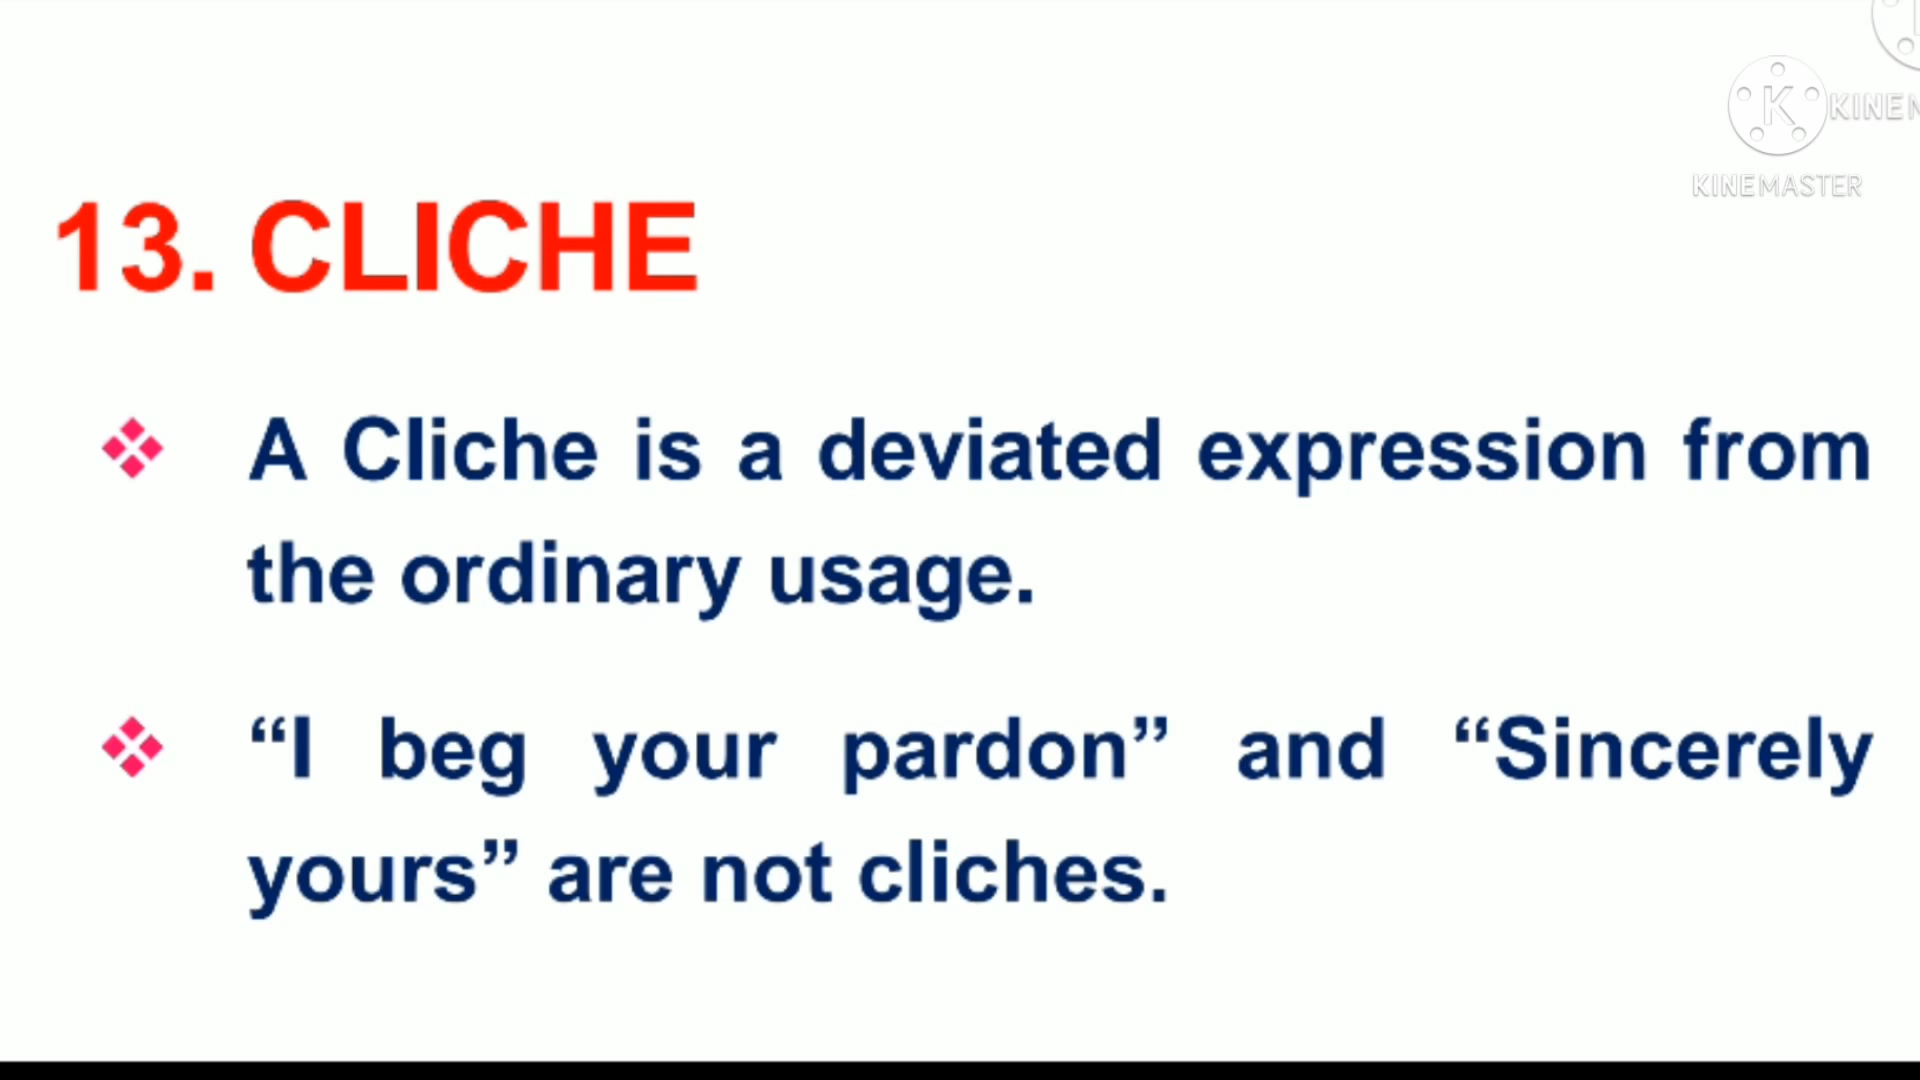 KINEM
KINEMASTER
13. CLICHE
❖ A Cliche is a deviated expression from
the ordinary usage.
❖ “I beg your pardon” and “Sincerely
yours” are not cliches.